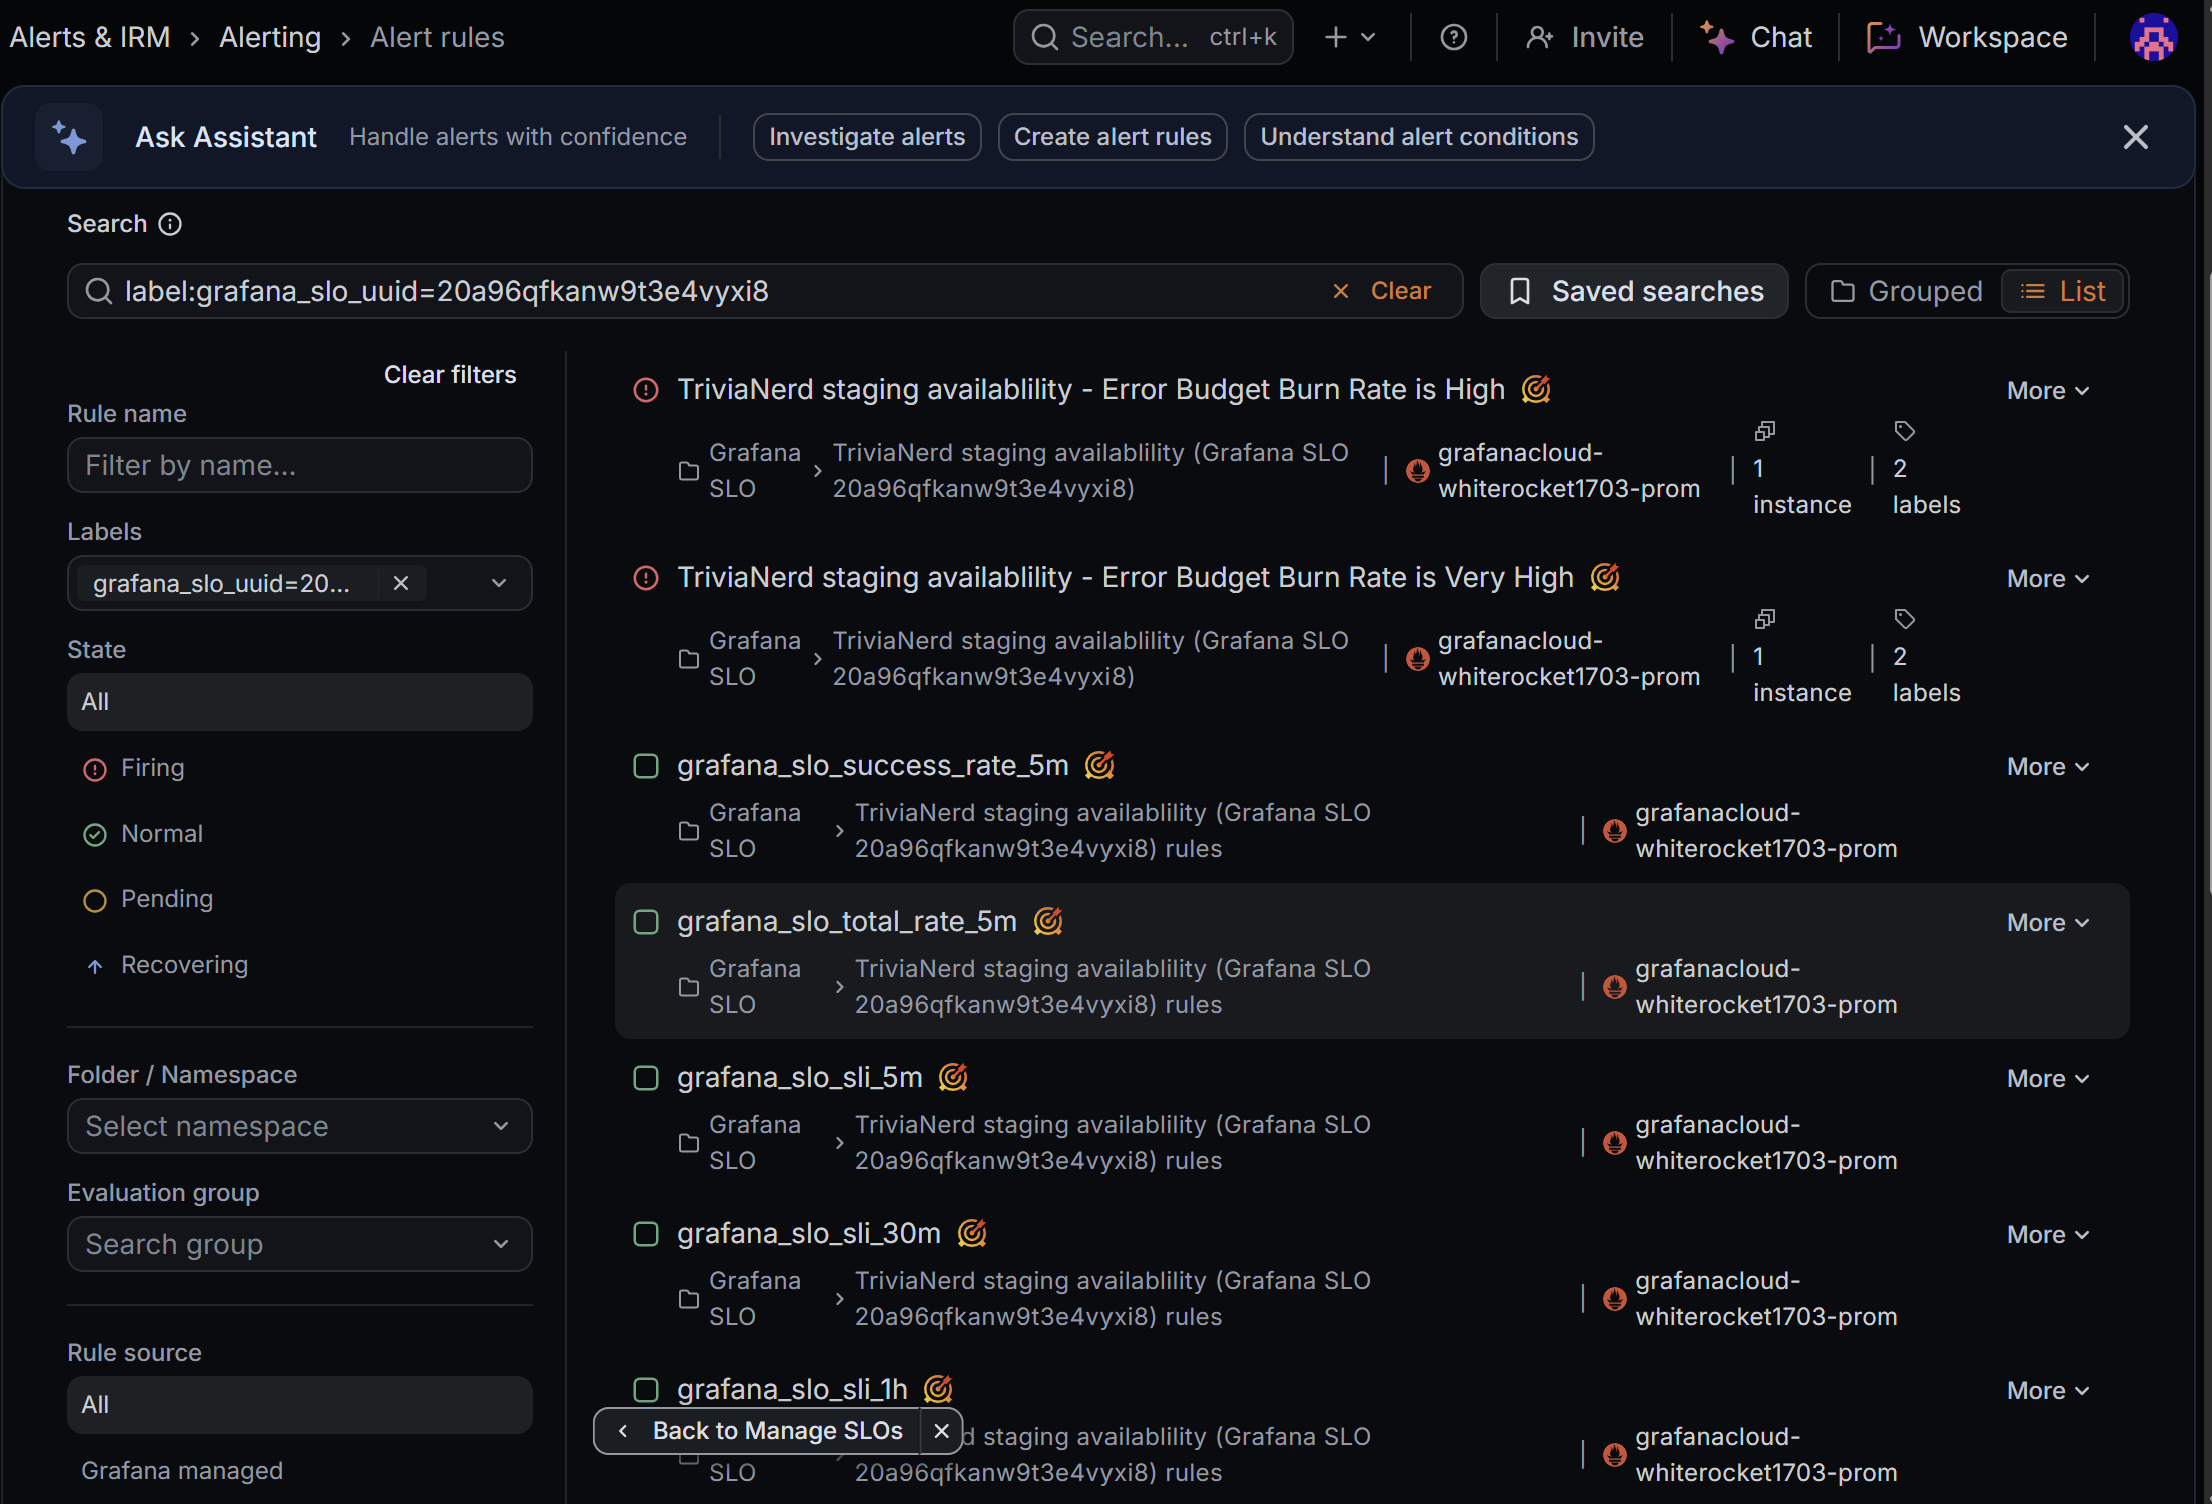 Alerts & IRM › Alerting › Alert rules
Search... ctrl+k
Invite
Chat
Workspace
Ask Assistant
Handle alerts with confidence
Investigate alerts
Create alert rules
Understand alert conditions
Search
label:grafana_slo_uuid=20a96qfkanw9t3e4vyxi8
Clear
Saved searches
Grouped
List
Clear filters
Rule name
Filter by name...
Labels
grafana_slo_uuid=20...
State
All
Firing
Normal
Pending
Recovering
Folder / Namespace
Select namespace
Evaluation group
Search group
Rule source
All
Grafana managed
TriviaNerd staging availablility - Error Budget Burn Rate is High
More
Grafana
SLO
TriviaNerd staging availablility (Grafana SLO
20a96qfkanw9t3e4vyxi8)
grafanacloud-
whiterocket1703-prom
1
instance
2
labels
TriviaNerd staging availablility - Error Budget Burn Rate is Very High
More
Grafana
SLO
TriviaNerd staging availablility (Grafana SLO
20a96qfkanw9t3e4vyxi8)
grafanacloud-
whiterocket1703-prom
1
instance
2
labels
grafana_slo_success_rate_5m
More
Grafana
SLO
TriviaNerd staging availablility (Grafana SLO
20a96qfkanw9t3e4vyxi8) rules
grafanacloud-
whiterocket1703-prom
grafana_slo_total_rate_5m
More
Grafana
SLO
TriviaNerd staging availablility (Grafana SLO
20a96qfkanw9t3e4vyxi8) rules
grafanacloud-
whiterocket1703-prom
grafana_slo_sli_5m
More
Grafana
SLO
TriviaNerd staging availablility (Grafana SLO
20a96qfkanw9t3e4vyxi8) rules
grafanacloud-
whiterocket1703-prom
grafana_slo_sli_30m
More
Grafana
SLO
TriviaNerd staging availablility (Grafana SLO
20a96qfkanw9t3e4vyxi8) rules
grafanacloud-
whiterocket1703-prom
grafana_slo_sli_1h
More
Back to Manage SLOs
SLO
d staging availablility (Grafana SLO
20a96qfkanw9t3e4vyxi8) rules
grafanacloud-
whiterocket1703-prom